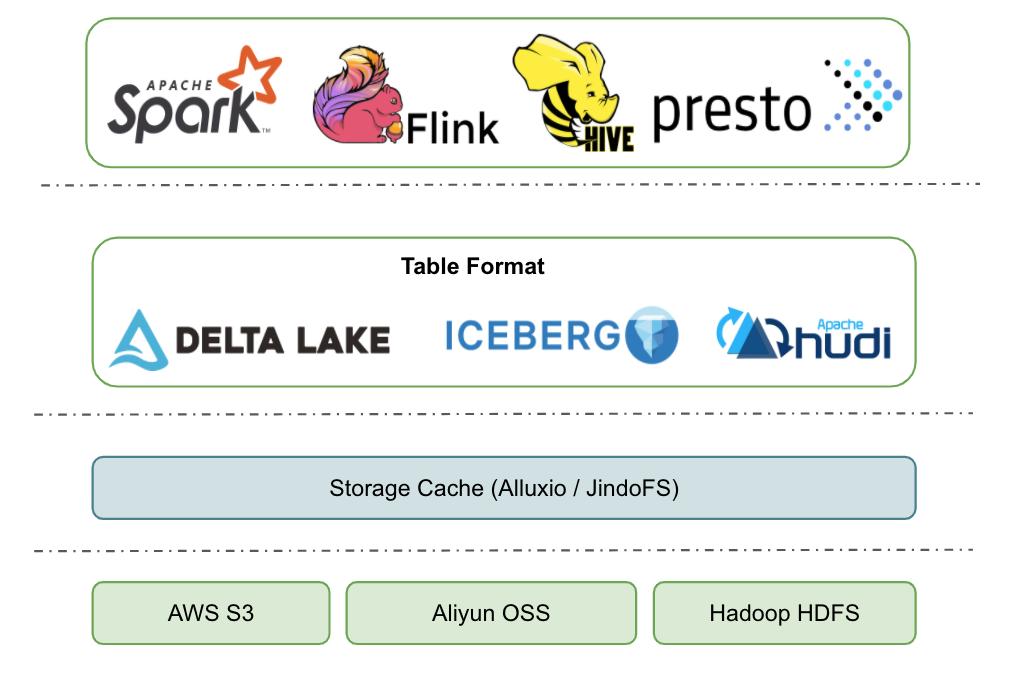 APACHE
Spark™
Flink
HIVE
presto
Table Format
DELTA LAKE
ICEBERG
Apache
hudi
Storage Cache (Alluxio / JindoFS)
AWS S3
Aliyun OSS
Hadoop HDFS